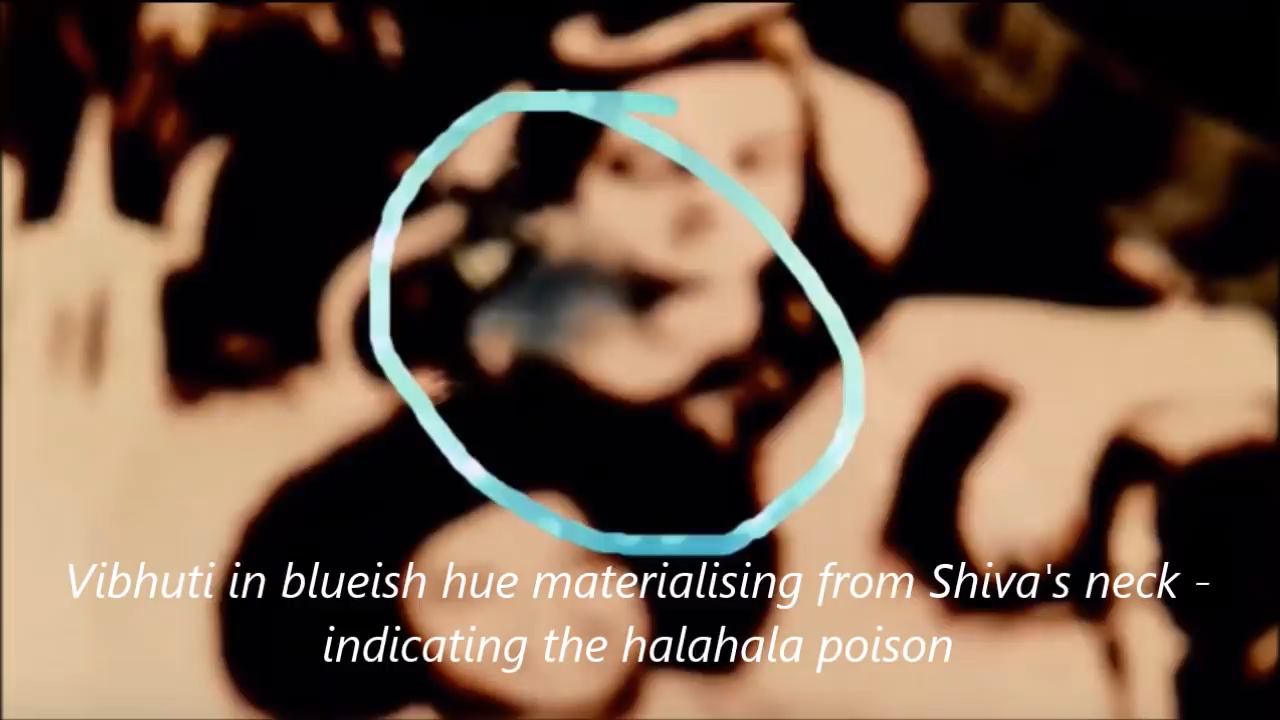 Vibhuti in blueish hue materialising from Shiva's neck -
indicating the halahala poison